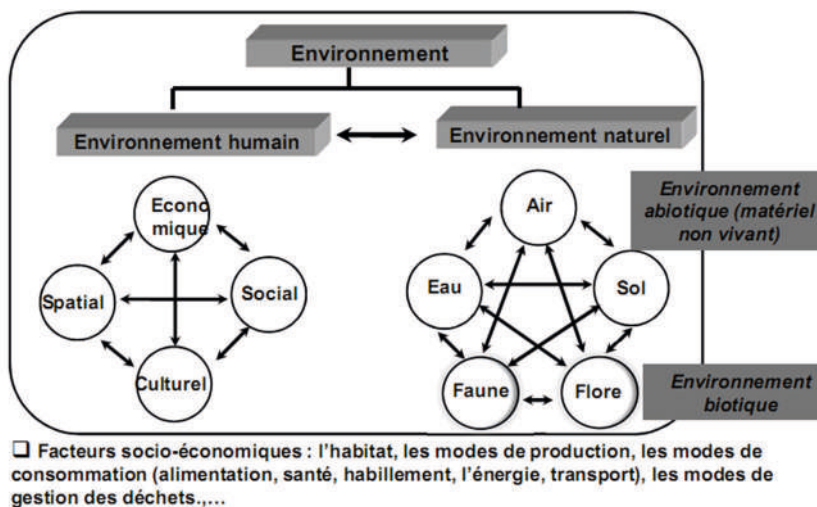 Environnement
Environnement humain
Environnement naturel
Econo
mique
Spatial
Social
Culturel
Air
Eau
Sol
Faune
Flore
Environnement
abiotique (matériel
non vivant)
Environnement
biotique
❑ Facteurs socio-économiques : l'habitat, les modes de production, les modes de
consommation (alimentation, santé, habillement, l'énergie, transport), les modes de
gestion des déchets.,…